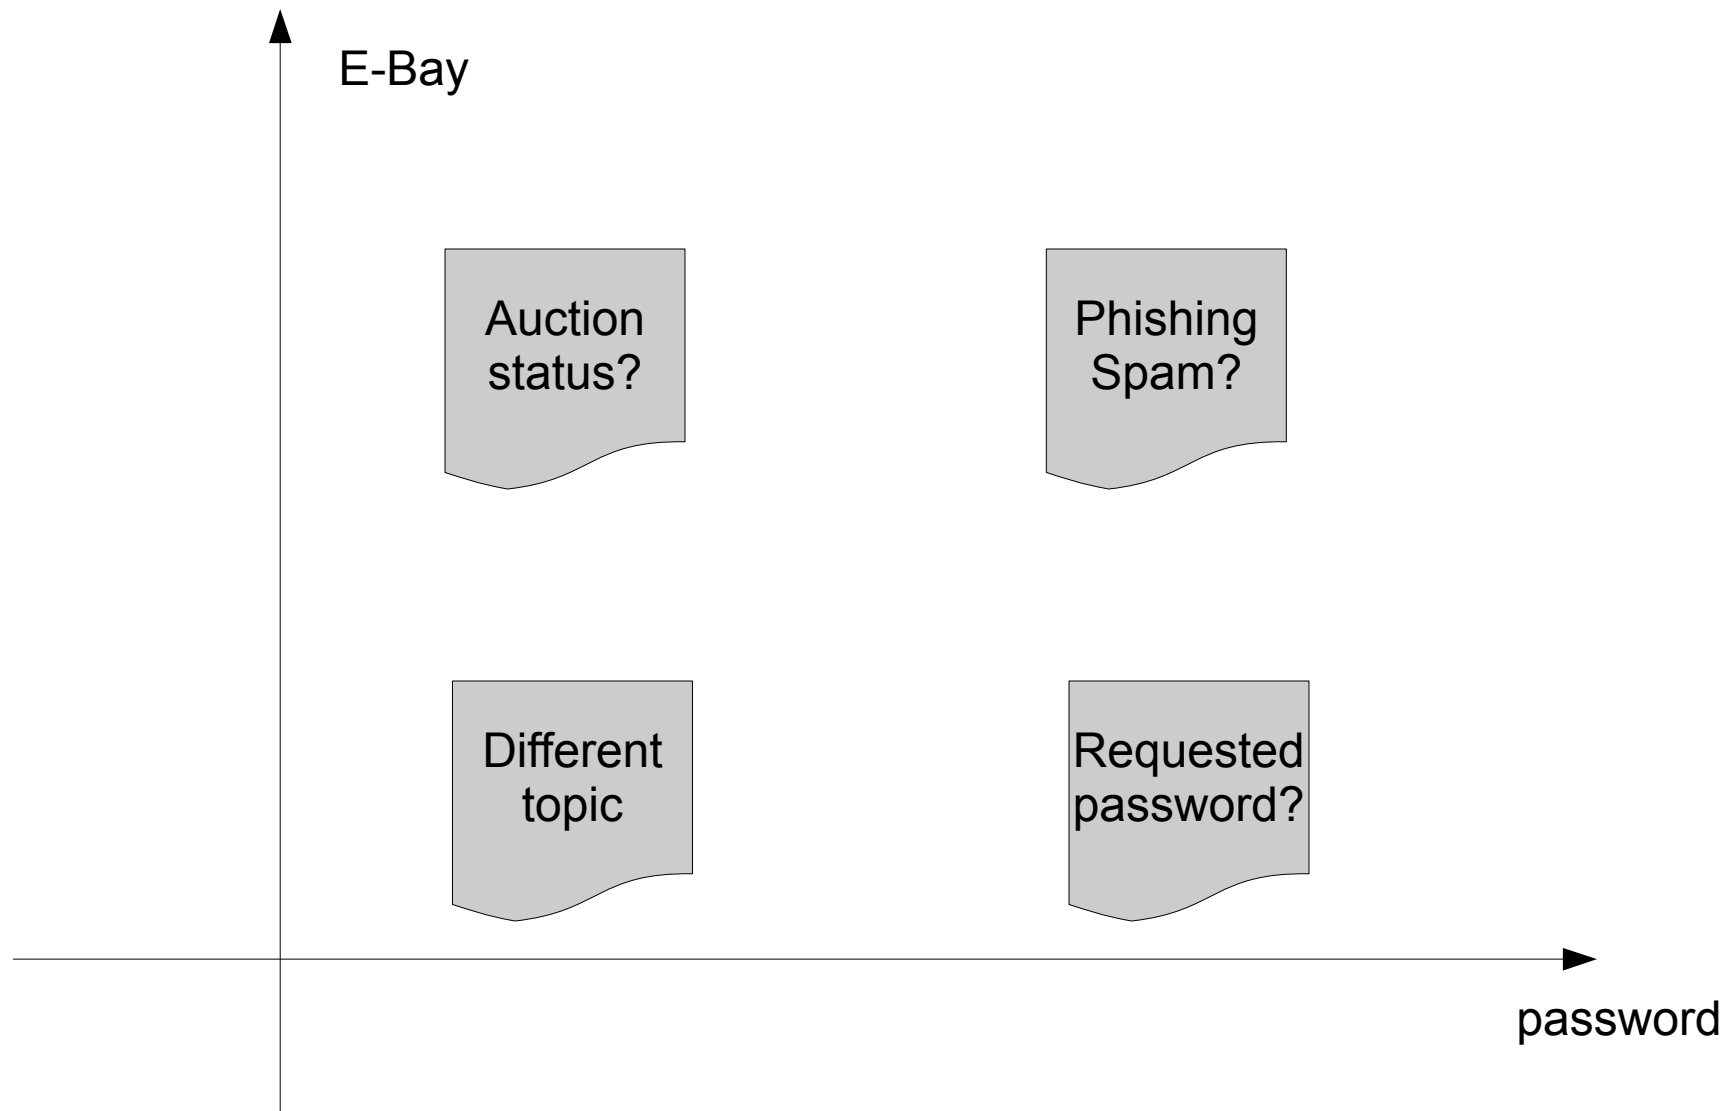 E-Bay
Auction
status?
Phishing
Spam?
Different
topic
Requested
password?
password